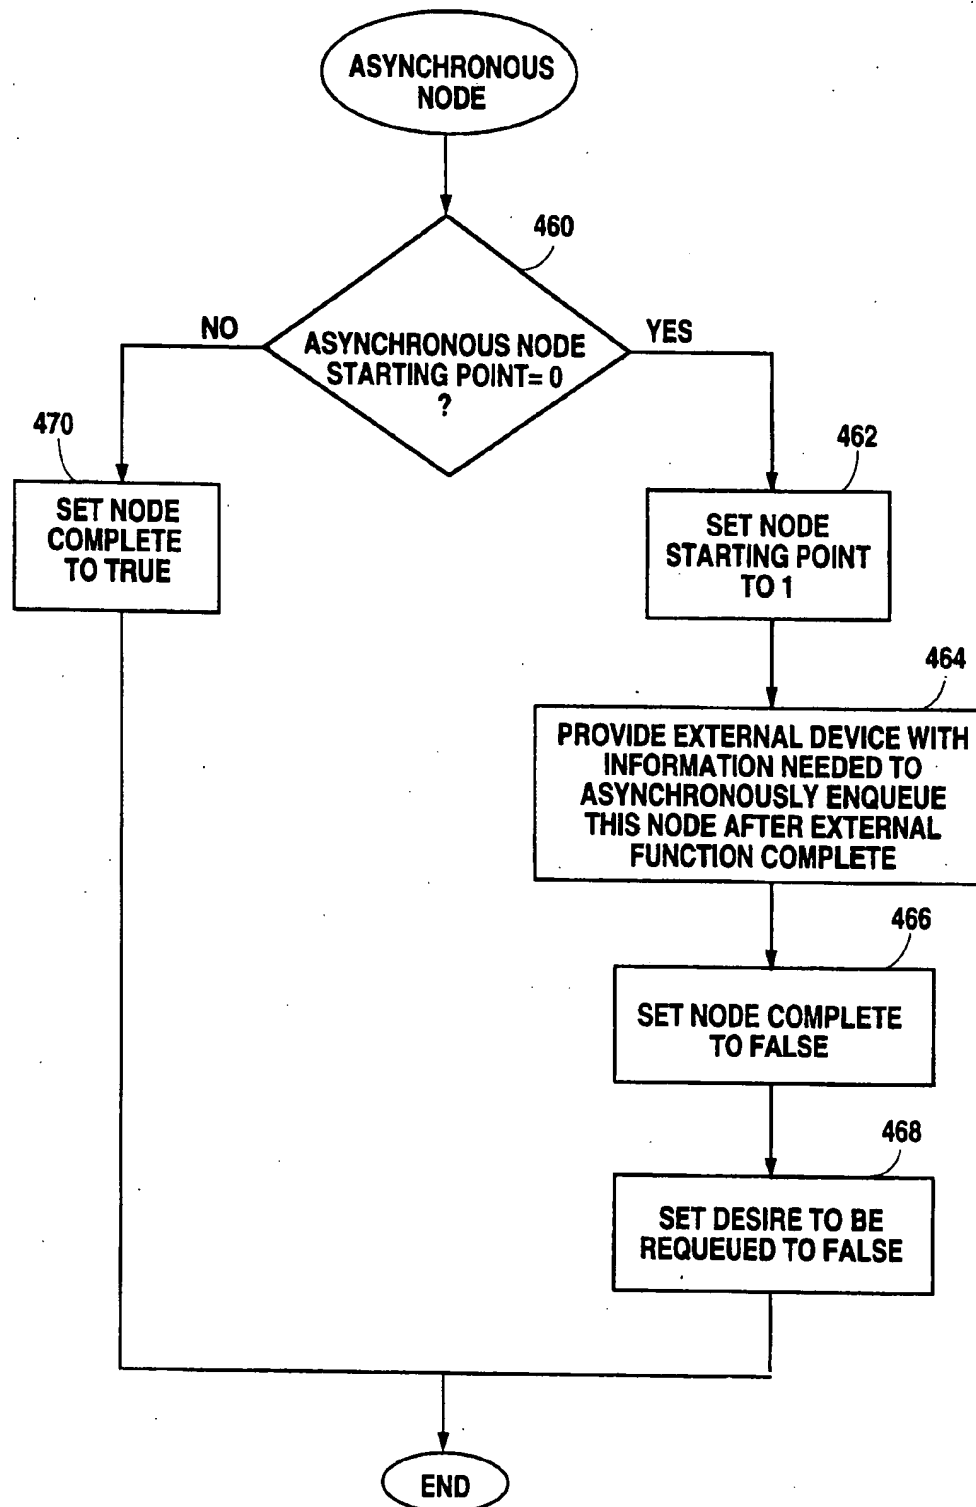 ASYNCHRONOUS
NODE
460
ASYNCHRONOUS NODE
STARTING POINT= 0
?
NO
YES
470
SET NODE
COMPLETE
TO TRUE
462
SET NODE
STARTING POINT
TO 1
464
PROVIDE EXTERNAL DEVICE WITH
INFORMATION NEEDED TO
ASYNCHRONOUSLY ENQUEUE
THIS NODE AFTER EXTERNAL
FUNCTION COMPLETE
466
SET NODE COMPLETE
TO FALSE
468
SET DESIRE TO BE
REQUEUED TO FALSE
END